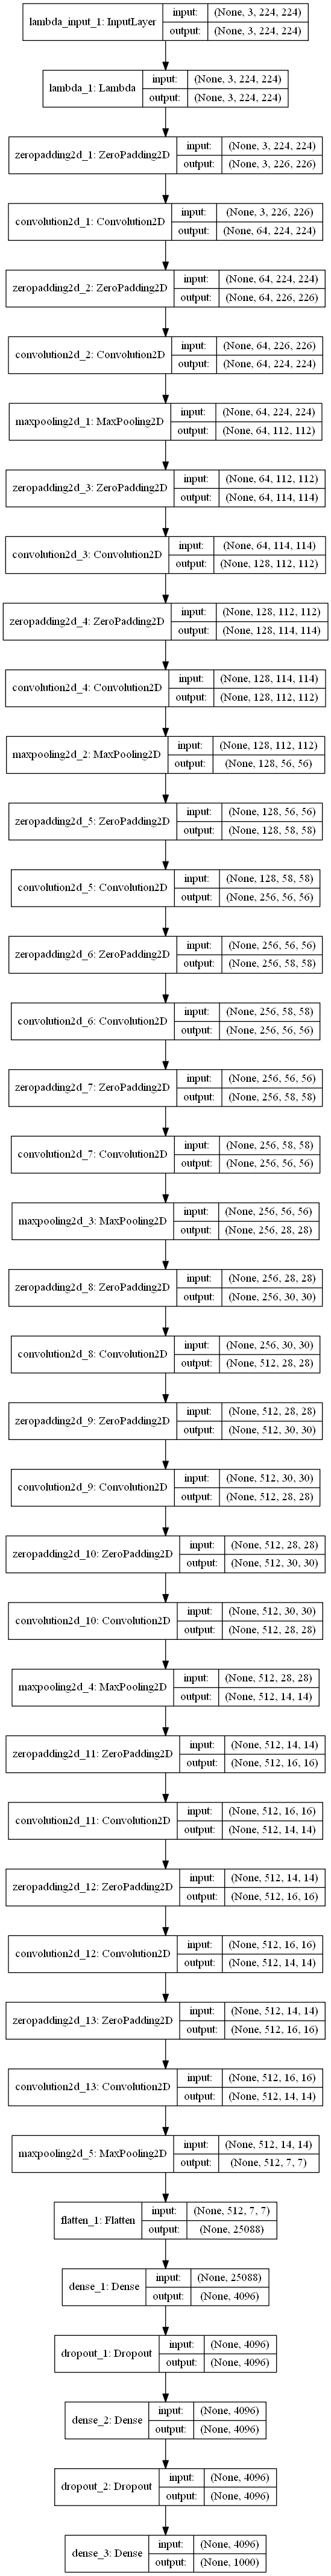 lambda_input_1: InputLayer input: (None, 3, 224, 224)
output: (None, 3, 224, 224)
lambda_1: Lambda input: (None, 3, 224, 224)
output: (None, 3, 224, 224)
zeropadding2d_1: ZeroPadding2D input: (None, 3, 224, 224)
output: (None, 3, 226, 226)
convolution2d_1: Convolution2D input: (None, 3, 226, 226)
output: (None, 64, 224, 224)
zeropadding2d_2: ZeroPadding2D input: (None, 64, 224, 224)
output: (None, 64, 226, 226)
convolution2d_2: Convolution2D input: (None, 64, 226, 226)
output: (None, 64, 224, 224)
maxpooling2d_1: MaxPooling2D input: (None, 64, 224, 224)
output: (None, 64, 112, 112)
zeropadding2d_3: ZeroPadding2D input: (None, 64, 112, 112)
output: (None, 64, 114, 114)
convolution2d_3: Convolution2D input: (None, 64, 114, 114)
output: (None, 128, 112, 112)
zeropadding2d_4: ZeroPadding2D input: (None, 128, 112, 112)
output: (None, 128, 114, 114)
convolution2d_4: Convolution2D input: (None, 128, 114, 114)
output: (None, 128, 112, 112)
maxpooling2d_2: MaxPooling2D input: (None, 128, 112, 112)
output: (None, 128, 56, 56)
zeropadding2d_5: ZeroPadding2D input: (None, 128, 56, 56)
output: (None, 128, 58, 58)
convolution2d_5: Convolution2D input: (None, 128, 58, 58)
output: (None, 256, 56, 56)
zeropadding2d_6: ZeroPadding2D input: (None, 256, 56, 56)
output: (None, 256, 58, 58)
convolution2d_6: Convolution2D input: (None, 256, 58, 58)
output: (None, 256, 56, 56)
zeropadding2d_7: ZeroPadding2D input: (None, 256, 56, 56)
output: (None, 256, 58, 58)
convolution2d_7: Convolution2D input: (None, 256, 58, 58)
output: (None, 256, 56, 56)
maxpooling2d_3: MaxPooling2D input: (None, 256, 56, 56)
output: (None, 256, 28, 28)
zeropadding2d_8: ZeroPadding2D input: (None, 256, 28, 28)
output: (None, 256, 30, 30)
convolution2d_8: Convolution2D input: (None, 256, 30, 30)
output: (None, 512, 28, 28)
zeropadding2d_9: ZeroPadding2D input: (None, 512, 28, 28)
output: (None, 512, 30, 30)
convolution2d_9: Convolution2D input: (None, 512, 30, 30)
output: (None, 512, 28, 28)
zeropadding2d_10: ZeroPadding2D input: (None, 512, 28, 28)
output: (None, 512, 30, 30)
convolution2d_10: Convolution2D input: (None, 512, 30, 30)
output: (None, 512, 28, 28)
maxpooling2d_4: MaxPooling2D input: (None, 512, 28, 28)
output: (None, 512, 14, 14)
zeropadding2d_11: ZeroPadding2D input: (None, 512, 14, 14)
output: (None, 512, 16, 16)
convolution2d_11: Convolution2D input: (None, 512, 16, 16)
output: (None, 512, 14, 14)
zeropadding2d_12: ZeroPadding2D input: (None, 512, 14, 14)
output: (None, 512, 16, 16)
convolution2d_12: Convolution2D input: (None, 512, 16, 16)
output: (None, 512, 14, 14)
zeropadding2d_13: ZeroPadding2D input: (None, 512, 14, 14)
output: (None, 512, 16, 16)
convolution2d_13: Convolution2D input: (None, 512, 16, 16)
output: (None, 512, 14, 14)
maxpooling2d_5: MaxPooling2D input: (None, 512, 14, 14)
output: (None, 512, 7, 7)
flatten_1: Flatten input: (None, 512, 7, 7)
output: (None, 25088)
dense_1: Dense input: (None, 25088)
output: (None, 4096)
dropout_1: Dropout input: (None, 4096)
output: (None, 4096)
dense_2: Dense input: (None, 4096)
output: (None, 4096)
dropout_2: Dropout input: (None, 4096)
output: (None, 4096)
dense_3: Dense input: (None, 4096)
output: (None, 1000)